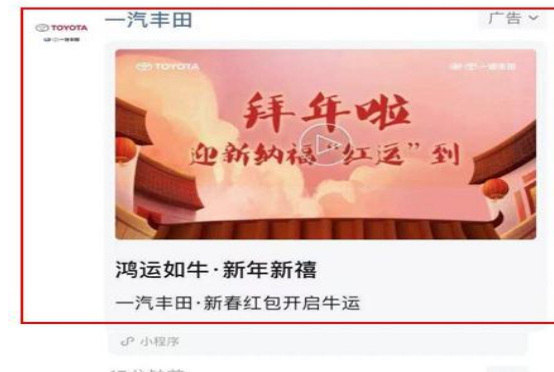 TOYOTA
一汽丰田
广告
TOYOTA
拜年啦
迎新纳福“红运”到
鸿运如牛·新年新禧
一汽丰田·新春红包开启牛运
小程序